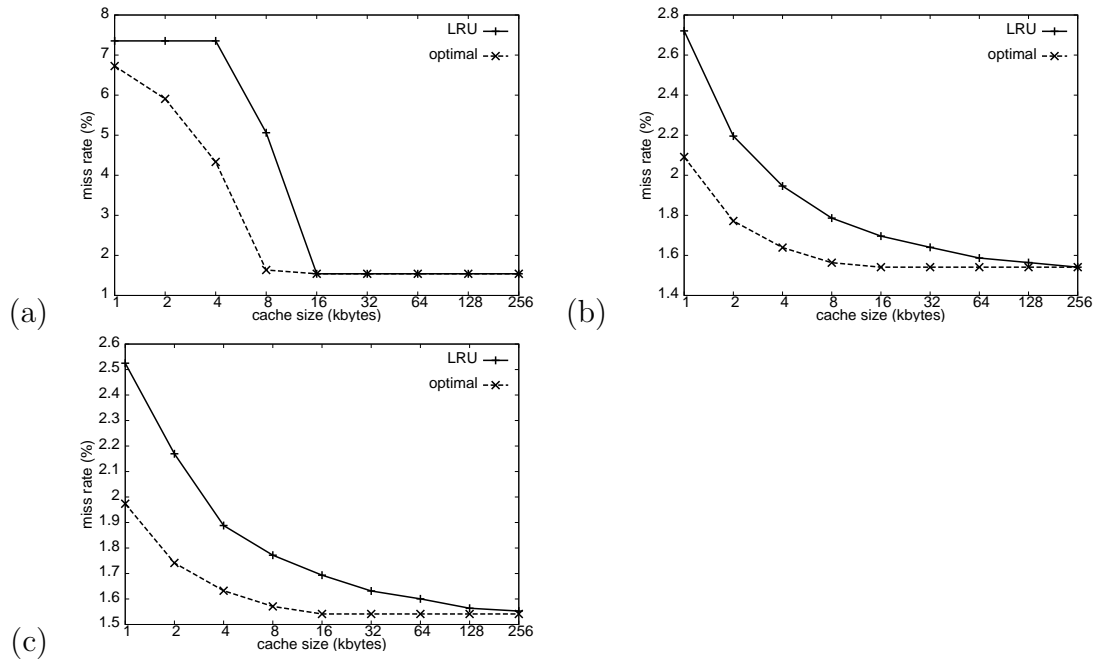 8
7
6
5
4
3
2
1
miss rate (%)
LRU
optimal
1 2 4 8 16 32 64 128 256
cache size (kbytes)
(a)
2.8
2.6
2.4
2.2
2
1.8
1.6
1.4
miss rate (%)
LRU
optimal
1 2 4 8 16 32 64 128 256
cache size (kbytes)
(b)
2.6
2.5
2.4
2.3
2.2
2.1
2
1.9
1.8
1.7
1.6
1.5
miss rate (%)
LRU
optimal
1 2 4 8 16 32 64 128 256
cache size (kbytes)
(c)